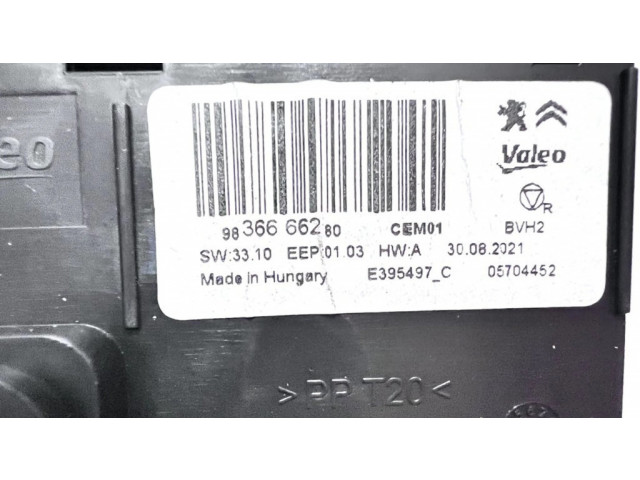 eo
Valeo
98 366 662 80 CEM01 BVH2
R
SW:33.10 EEP:01.03 HW:A 30.08.2021
Made in Hungary E395497_C 05704452
>PP T20<